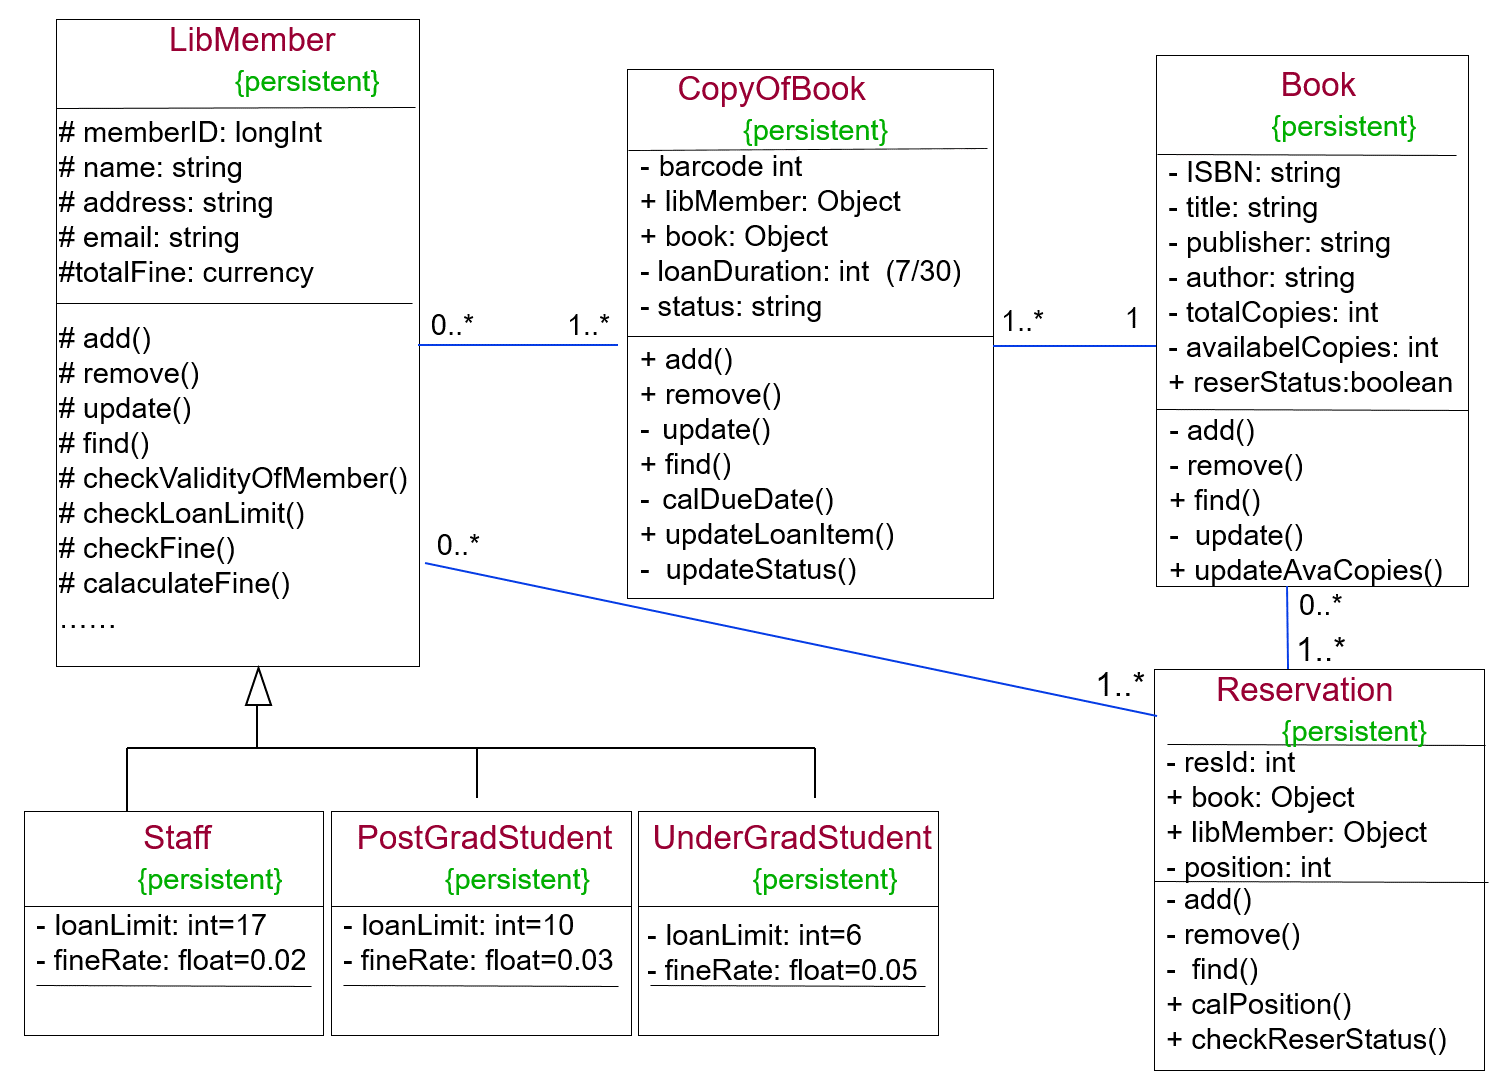 LibMember
{persistent}
# memberID: longInt
# name: string
# address: string
# email: string
#totalFine: currency
# add()
# remove()
# update()
# find()
# checkValidityOfMember()
# checkLoanLimit()
# checkFine()
# calaculateFine()
……
0..*
1..*
CopyOfBook
{persistent}
- barcode int
+ libMember: Object
+ book: Object
- loanDuration: int  (7/30)
- status: string
+ add()
+ remove()
-  update()
+ find()
-  calDueDate()
+ updateLoanItem()
-  updateStatus()
1..*
1
Book
{persistent}
- ISBN: string
- title: string
- publisher: string
- author: string
- totalCopies: int
- availabelCopies: int
+ reserStatus:boolean
- add()
- remove()
+ find()
-  update()
+ updateAvaCopies()
0..*
1..*
0..*
1..*
Reservation
{persistent}
- resId: int
+ book: Object
+ libMember: Object
- position: int
- add()
- remove()
-  find()
+ calPosition()
+ checkReserStatus()
Staff
{persistent}
- loanLimit: int=17
- fineRate: float=0.02
PostGradStudent
{persistent}
- loanLimit: int=10
- fineRate: float=0.03
UnderGradStudent
{persistent}
- loanLimit: int=6
- fineRate: float=0.05